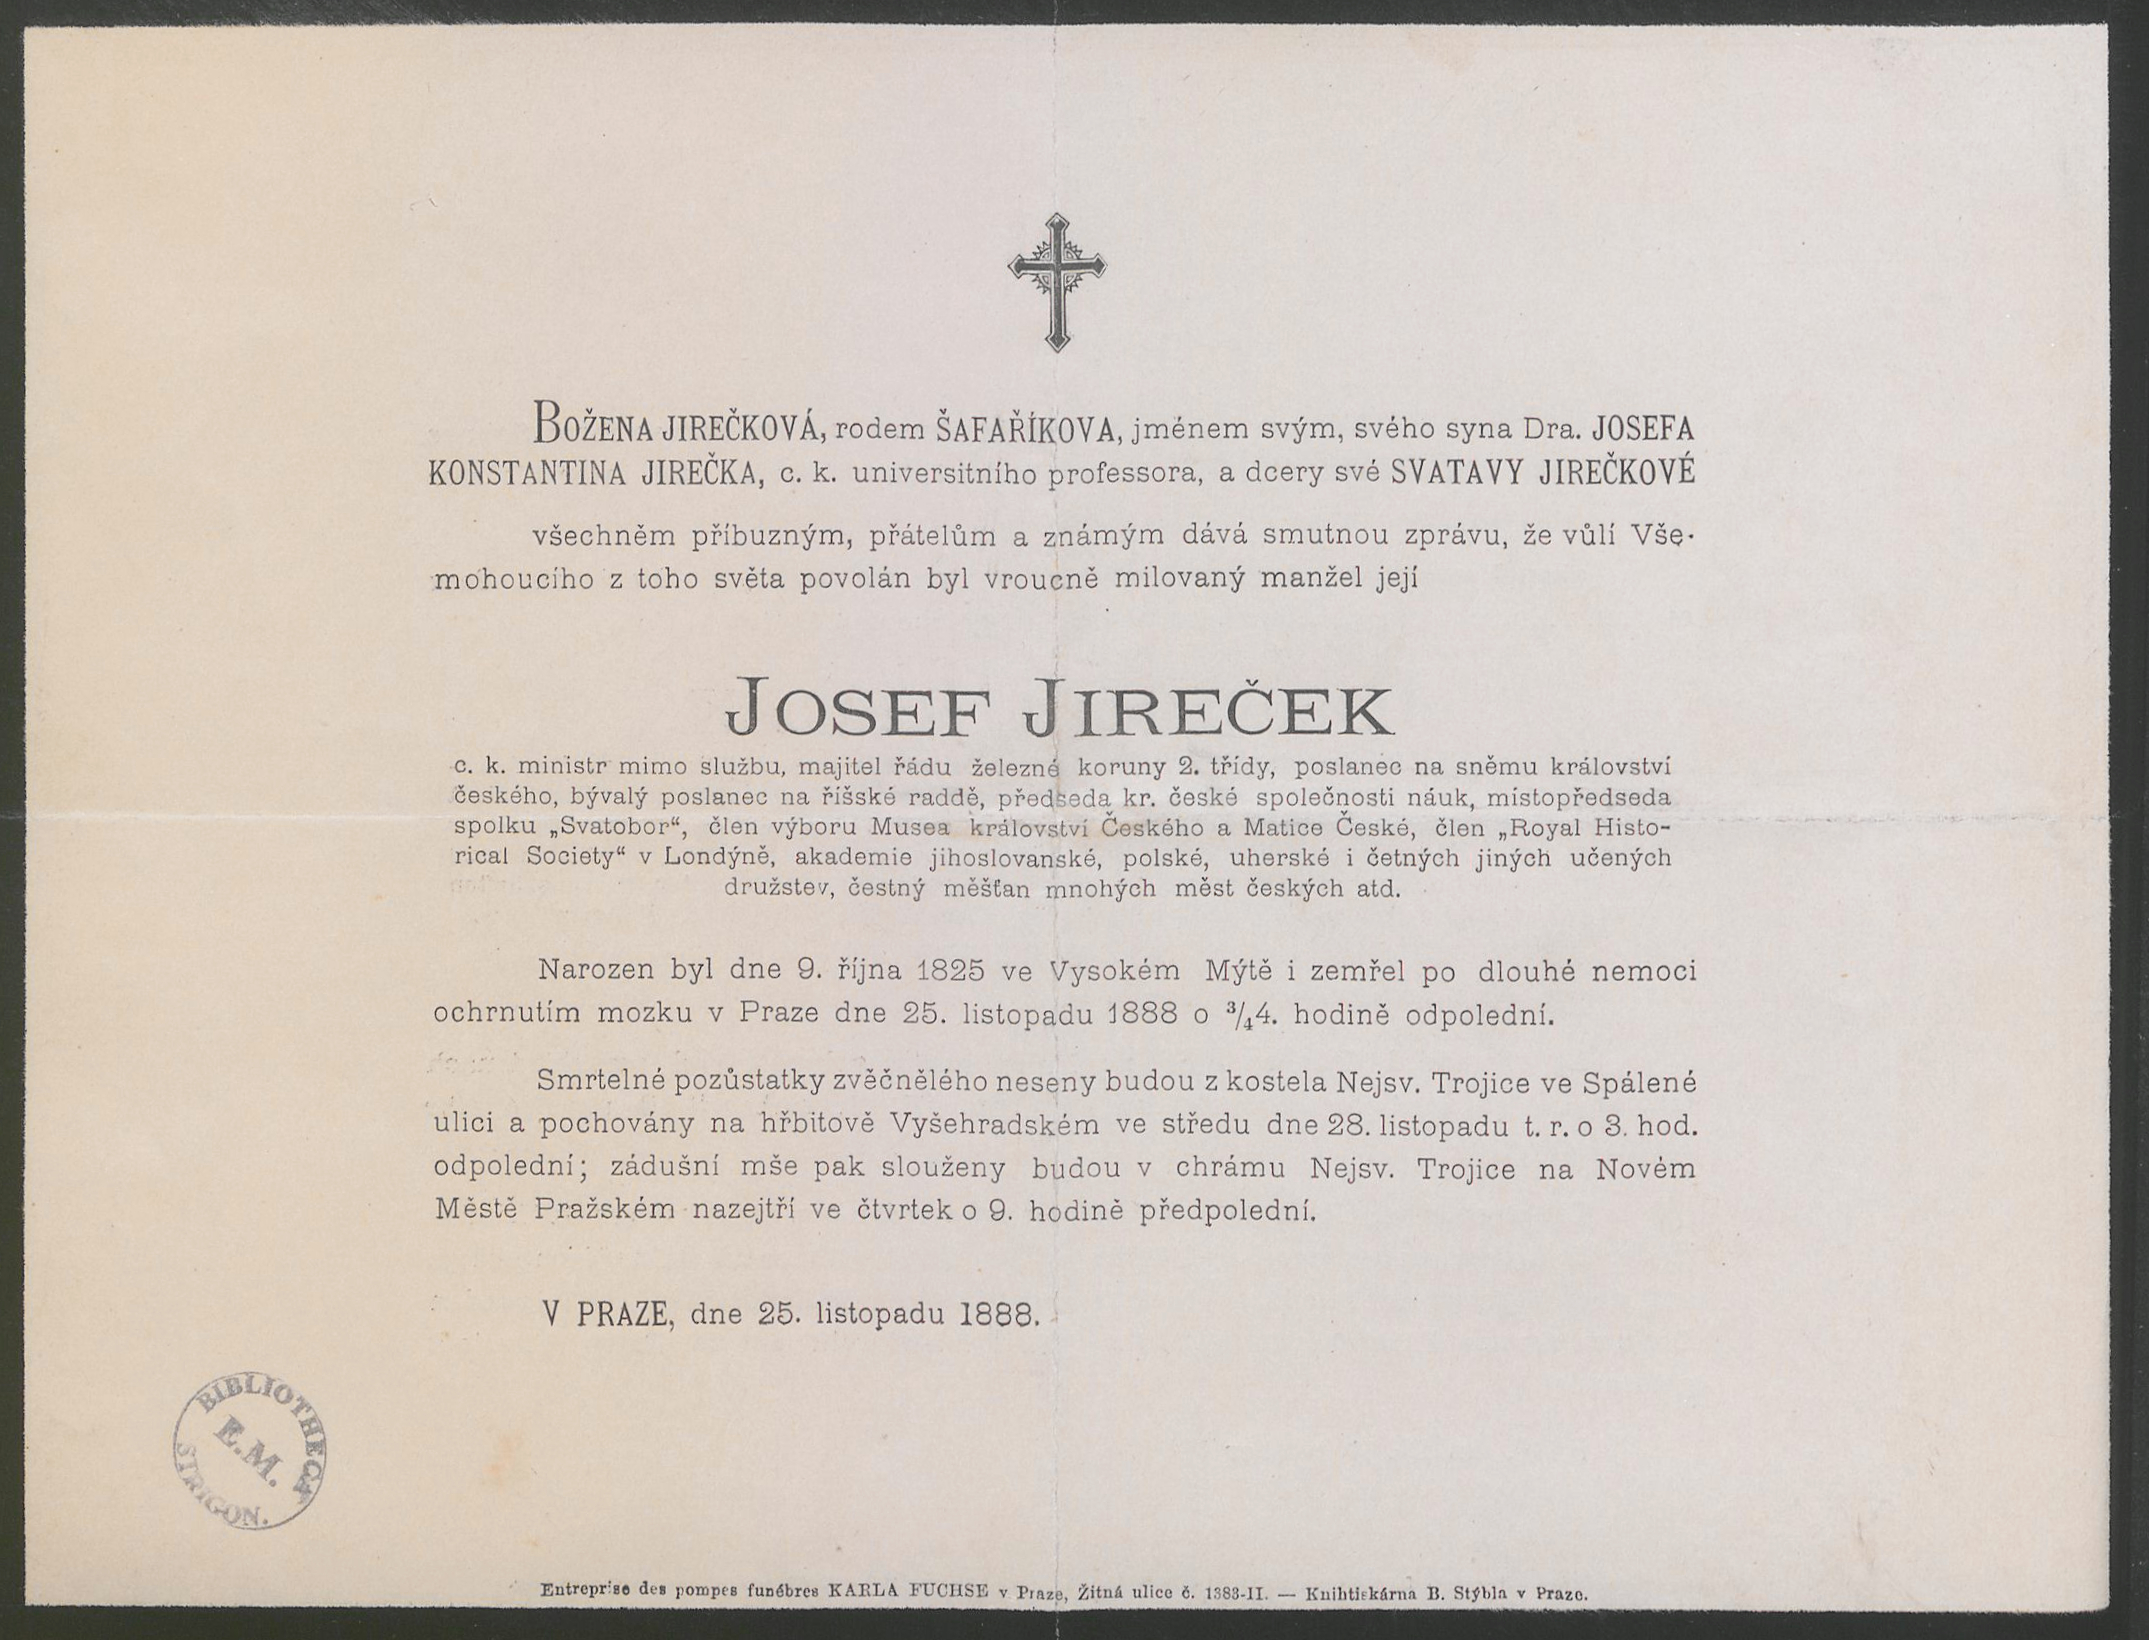 BOŽENA JIREČKOVÁ, rodem ŠAFAŘÍKOVA, jménem svým, svého syna Dra. JOSEFA
KONSTANTINA JIREČKA, c. k. universitního professora, a dcery své SVATAVY JIREČKOVÉ
všechněm příbuzným, přátelům a známým dává smutnou zprávu, že vůlí Vše-
mohoucího z toho světa povolán byl vroucně milovaný manžel její
JOSEF JIREČEK
c. k. ministr mimo službu, majitel řádu železné koruny 2. třídy, poslanec na sněmu království
českého, bývalý poslanec na říšské raddě, předseda kr. české společnosti náuk, místopředseda
spolku „Svatobor“, člen výboru Musea království Českého a Matice České, člen „Royal Histo-
rical Society“ v Londýně, akademie jihoslovanské, polské, uherské i četných jiných učených
družstev, čestný měšťan mnohých měst českých atd.
Narozen byl dne 9. října 1825 ve Vysokém Mýtě i zemřel po dlouhé nemoci
ochrnutím mozku v Praze dne 25. listopadu 1888 o ¾4. hodině odpolední.
Smrtelné pozůstatky zvěčnělého neseny budou z kostela Nejsv. Trojice ve Spálené
ulici a pochovány na hřbitově Vyšehradském ve středu dne 28. listopadu t. r. o 3. hod.
odpolední; zádušní mše pak slouženy budou v chrámu Nejsv. Trojice na Novém
Městě Pražském nazejtří ve čtvrtek o 9. hodině předpolední.
V PRAZE, dne 25. listopadu 1888.
BIBLIOTHECA
E.M.
STRIGON.
Entreprise des pompes funébres KARLA FUCHSE v Praze, Žitná ulice č. 1383-II. — Knihtiskárna B. Stýbla v Praze.